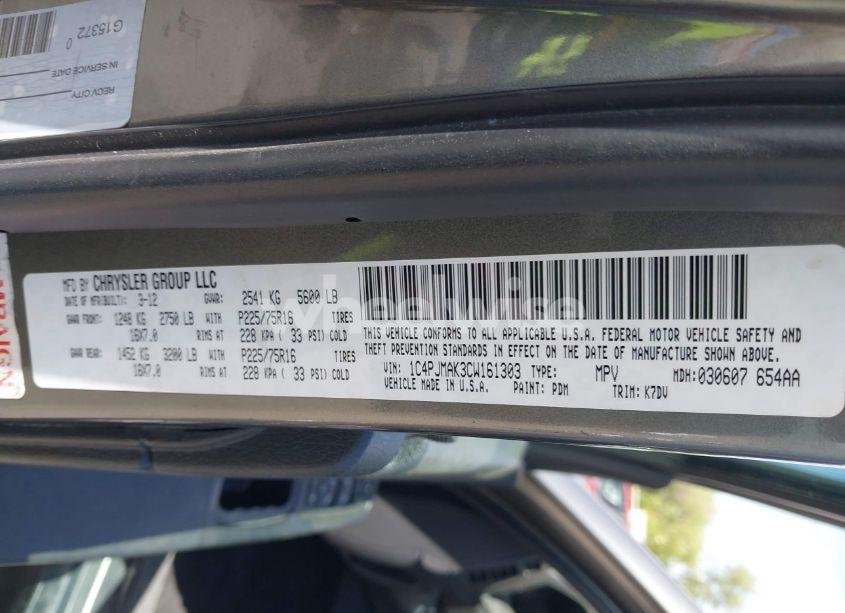 G15372 0
IN SERVICE DATE
RECV CITY
MFD BY CHRYSLER GROUP LLC
DATE OF MFR(BUILT) 3-12 GVWR: 2541 KG 5600 LB
GAWR FRONT: 1248 KG 2750 LB WITH P225/75R16 TIRES
16X7.0 RIMS AT 228 KPA ( 33 PSI) COLD
GAWR REAR: 1452 KG 3200 LB WITH P225/75R16 TIRES
16X7.0 RIMS AT 228 KPA ( 33 PSI) COLD
THIS VEHICLE CONFORMS TO ALL APPLICABLE U.S.A. FEDERAL MOTOR VEHICLE SAFETY AND
THEFT PREVENTION STANDARDS IN EFFECT ON THE DATE OF MANUFACTURE SHOWN ABOVE.
VIN: 1C4PJMAK3CW161303 TYPE: MPV MDH:030607 654AA
VEHICLE MADE IN U.S.A. PAINT: PDM TRIM: K7DV
wheelwise